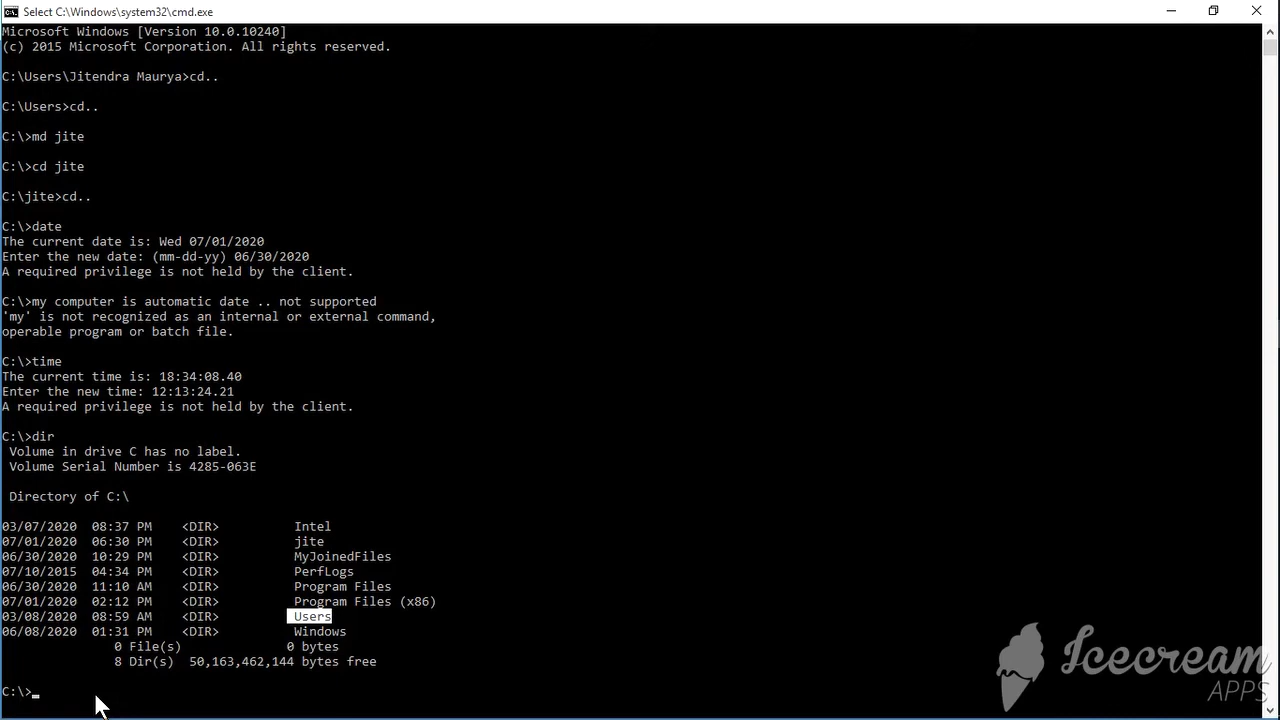 Select C:\Windows\system32\cmd.exe
Microsoft Windows [Version 10.0.10240]
(c) 2015 Microsoft Corporation. All rights reserved.
C:\Users\Jitendra Maurya>cd..
C:\Users>cd..
C:\>md jite
C:\>cd jite
C:\jite>cd..
C:\>date
The current date is: Wed 07/01/2020
Enter the new date: (mm-dd-yy) 06/30/2020
A required privilege is not held by the client.
C:\>my computer is automatic date .. not supported
'my' is not recognized as an internal or external command,
operable program or batch file.
C:\>time
The current time is: 18:34:08.40
Enter the new time: 12:13:24.21
A required privilege is not held by the client.
C:\>dir
Volume in drive C has no label.
Volume Serial Number is 4285-063E
Directory of C:\
03/07/2020  08:37 PM    <DIR>          Intel
07/01/2020  06:30 PM    <DIR>          jite
06/30/2020  10:29 PM    <DIR>          MyJoinedFiles
07/10/2015  04:34 PM    <DIR>          PerfLogs
06/30/2020  11:10 AM    <DIR>          Program Files
07/01/2020  02:12 PM    <DIR>          Program Files (x86)
03/08/2020  08:59 AM    <DIR>          Users
06/08/2020  01:31 PM    <DIR>          Windows
0 File(s)              0 bytes
8 Dir(s)  50,163,462,144 bytes free
C:\>_
Icecream
APPS